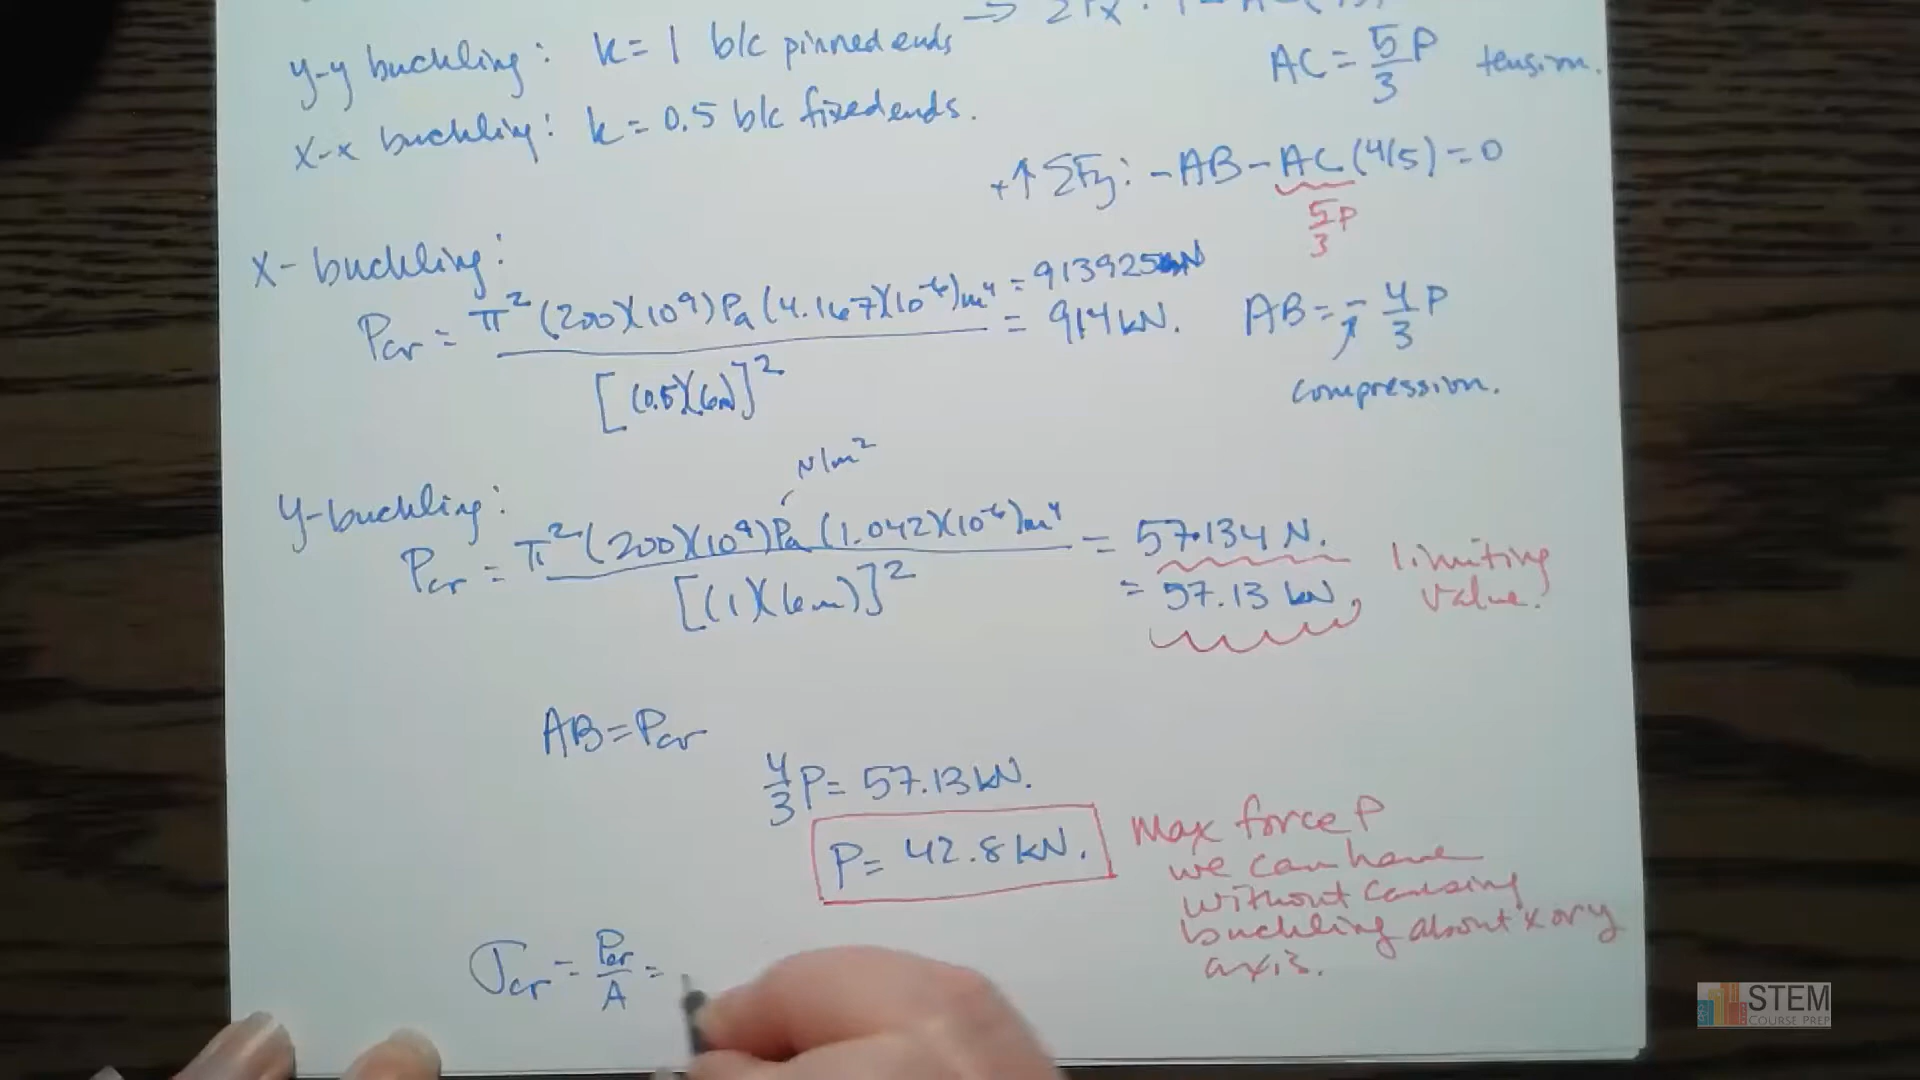 y-y buckling: k=1 b/c pinned ends →
AC = 5/3 P tension.
x-x buckling: k=0.5 b/c fixed ends.
+↑ΣFy: -AB-AC(4/5)=0
5/3 P
x-buckling:
Pcr = π²(200)(10⁹)Pa(4.167)(10⁻⁶)m⁴ / [(0.5)(6m)]² = 913925 N
= 914 kN.
AB = - 4/3 P
compression.
N/m²
y-buckling:
Pcr = π²(200)(10⁹)Pa(1.042)(10⁻⁶)m⁴ / [(1)(6m)]² = 57134 N.
= 57.13 kN,
limiting
value.
AB=Pcr
4/3 P= 57.13 kN.
P= 42.8 kN.
Max force P
we can have
without causing
buckling about x or y
axis.
σcr = Pcr/A =
STEM
COURSE PREP